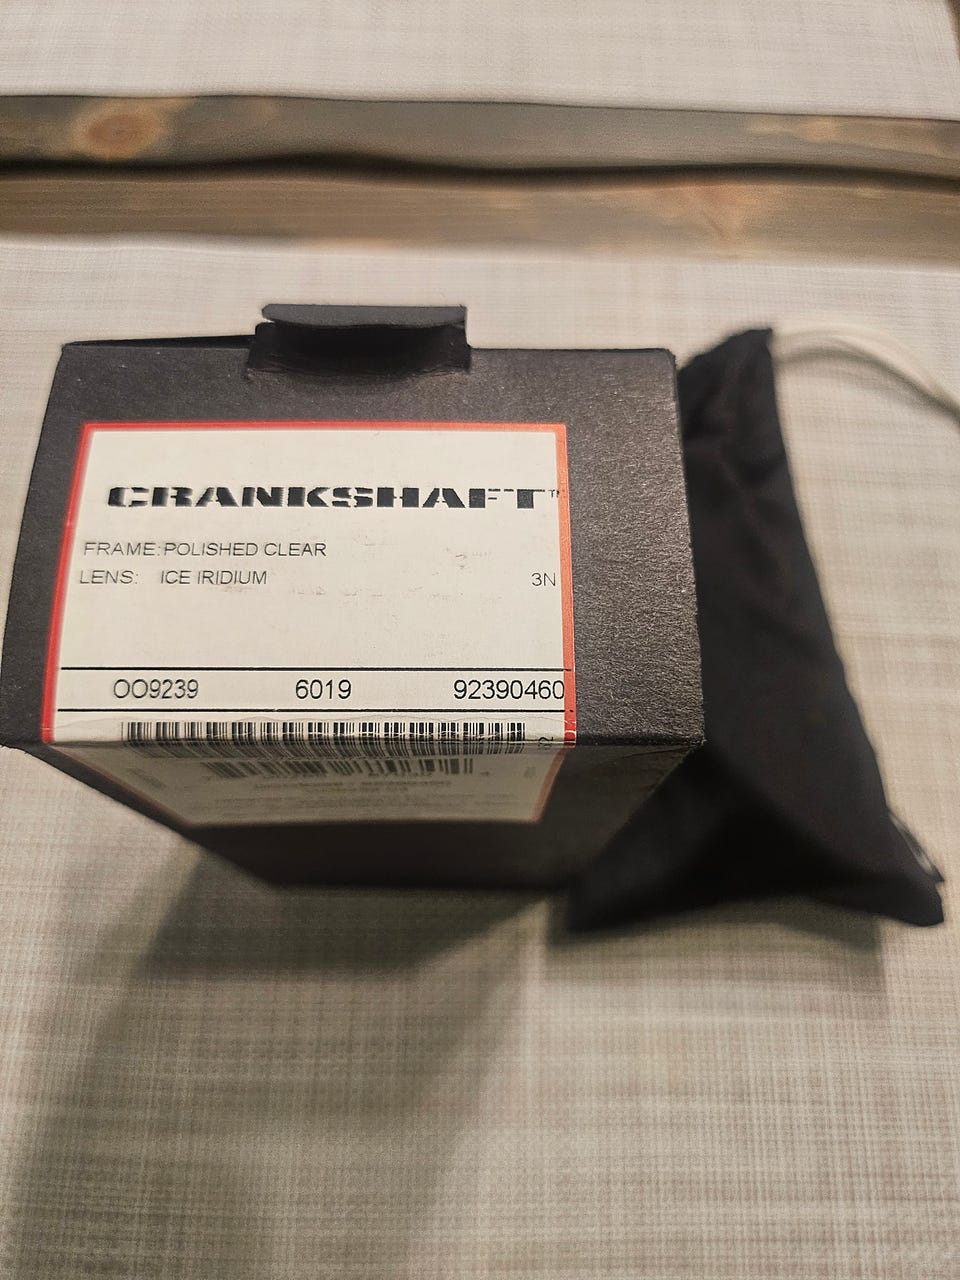 CRANKSHAFT™
FRAME: POLISHED CLEAR
LENS: ICE IRIDIUM 3N
OO9239 6019 92390460